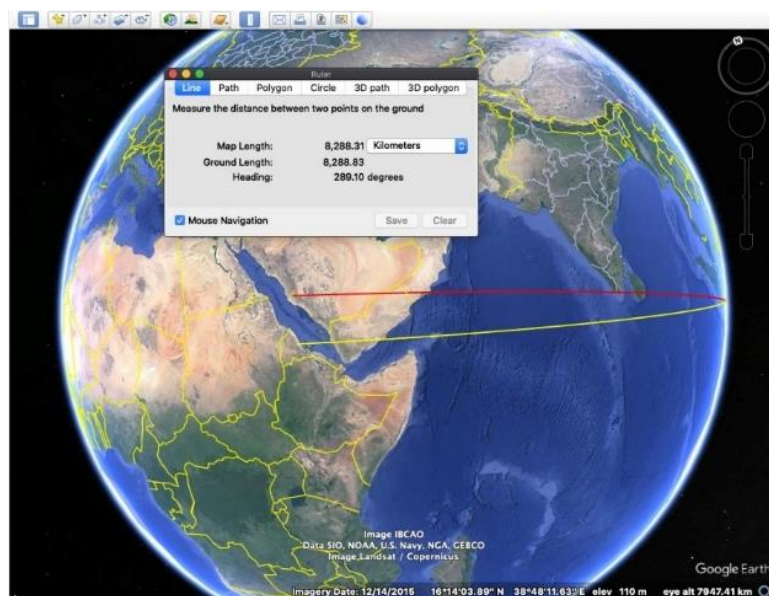 N
Ruler
Line Path Polygon Circle 3D path 3D polygon
Measure the distance between two points on the ground
Map Length: 8,288.31 Kilometers
Ground Length: 8,288.83
Heading: 289.10 degrees
Mouse Navigation Save Clear
Image IBCAO
Data SIO, NOAA, U.S. Navy, NGA, GEBCO
Image Landsat / Copernicus
Google Earth
Imagery Date: 12/14/2015 16°14'03.89" N 38°48'11.63" E elev 110 m eye alt 7947.41 km